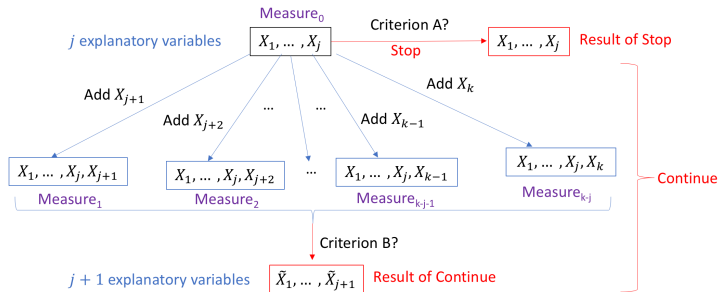 Measure₀
j explanatory variables
X₁, … , Xⱼ
Criterion A?
Stop
X₁, … , Xⱼ
Result of Stop
Add Xⱼ₊₁
Add Xⱼ₊₂
…
…
Add Xₖ₋₁
Add Xₖ
X₁, … , Xⱼ, Xⱼ₊₁
X₁, … , Xⱼ, Xⱼ₊₂
…
X₁, … , Xⱼ, Xₖ₋₁
X₁, … , Xⱼ, Xₖ
Continue
Measure₁
Measure₂
Measureₖ₋ⱼ₋₁
Measureₖ₋ⱼ
Criterion B?
j + 1 explanatory variables
X̃₁, … , X̃ⱼ₊₁
Result of Continue